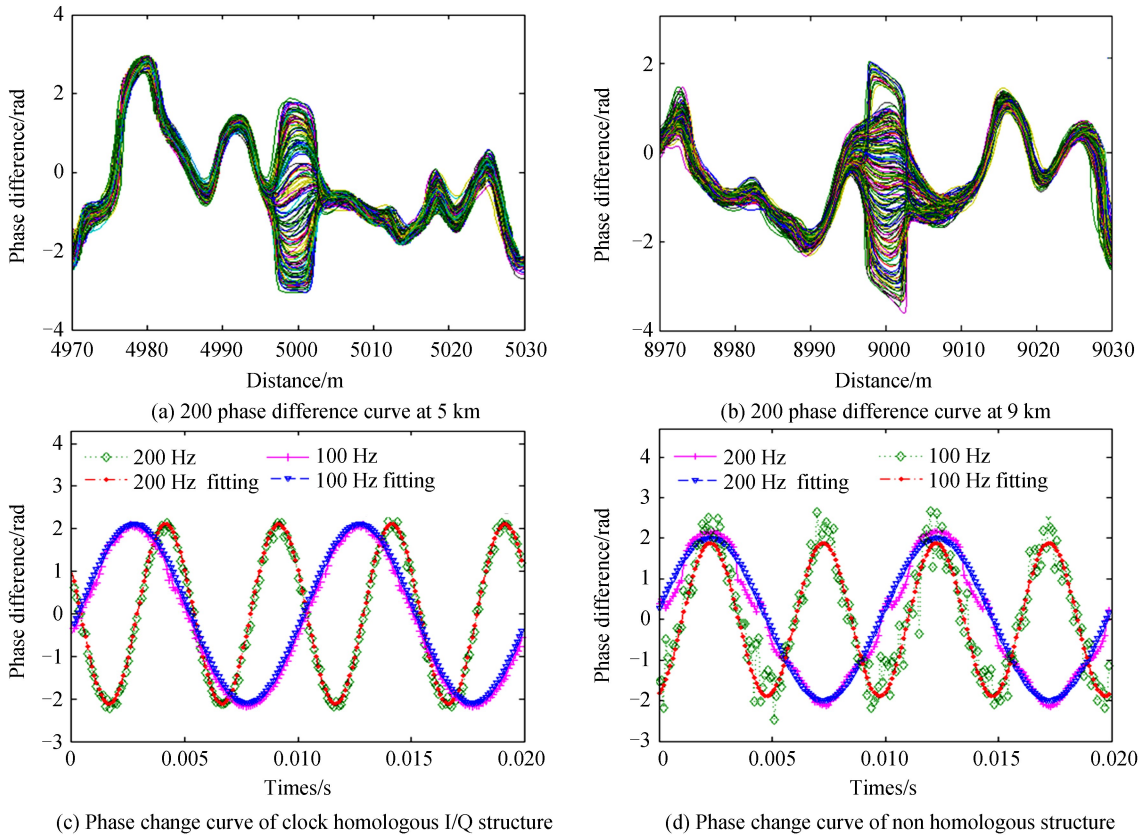 4
2
0
−2
−4
4970
4980
4990
5000
5010
5020
5030
Phase difference/rad
Distance/m
(a) 200 phase difference curve at 5 km
2
0
−2
−4
8970
8980
8990
9000
9010
9020
9030
Phase difference/rad
Distance/m
(b) 200 phase difference curve at 9 km
4
3
2
1
0
−1
−2
−3
0
0.005
0.010
0.015
0.020
200 Hz
100 Hz
200 Hz fitting
100 Hz fitting
Phase difference/rad
Times/s
(c) Phase change curve of clock homologous I/Q structure
4
3
2
1
0
−1
−2
−3
0
0.005
0.010
0.015
0.020
200 Hz
100 Hz
200 Hz fitting
100 Hz fitting
Phase difference/rad
Times/s
(d) Phase change curve of non homologous structure